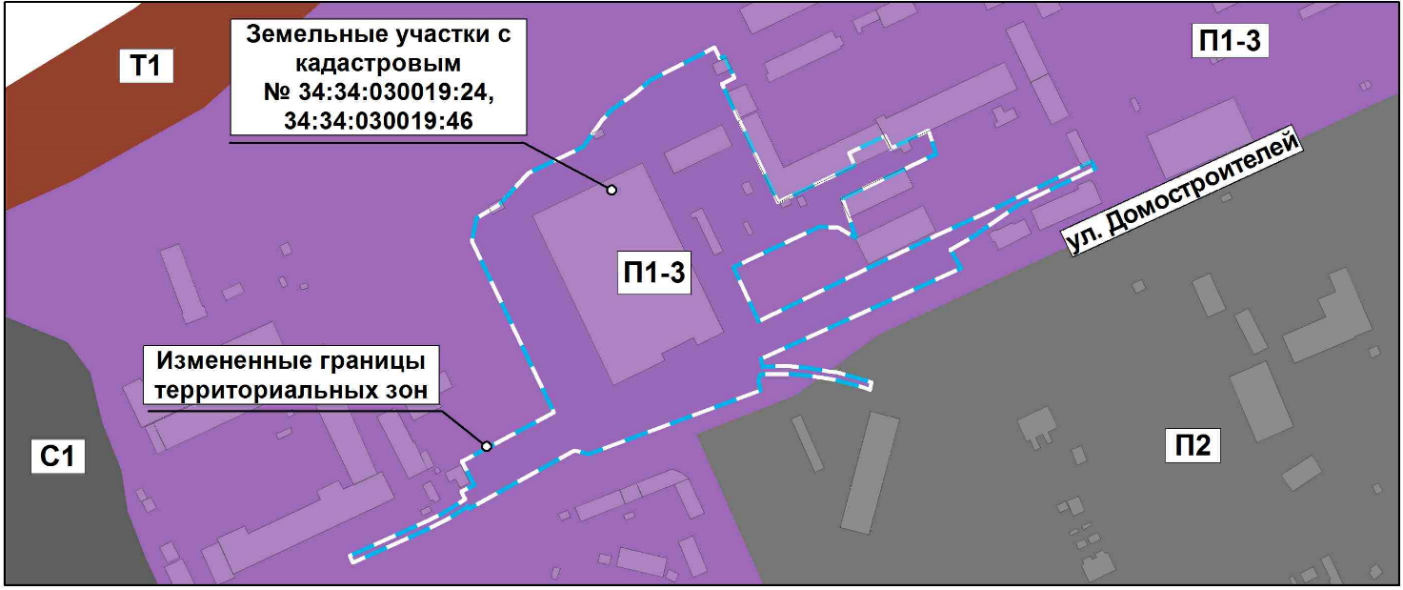 Т1
Земельные участки с
кадастровым
№ 34:34:030019:24,
34:34:030019:46
П1-3
ул. Домостроителей
П1-3
Измененные границы
территориальных зон
С1
П2